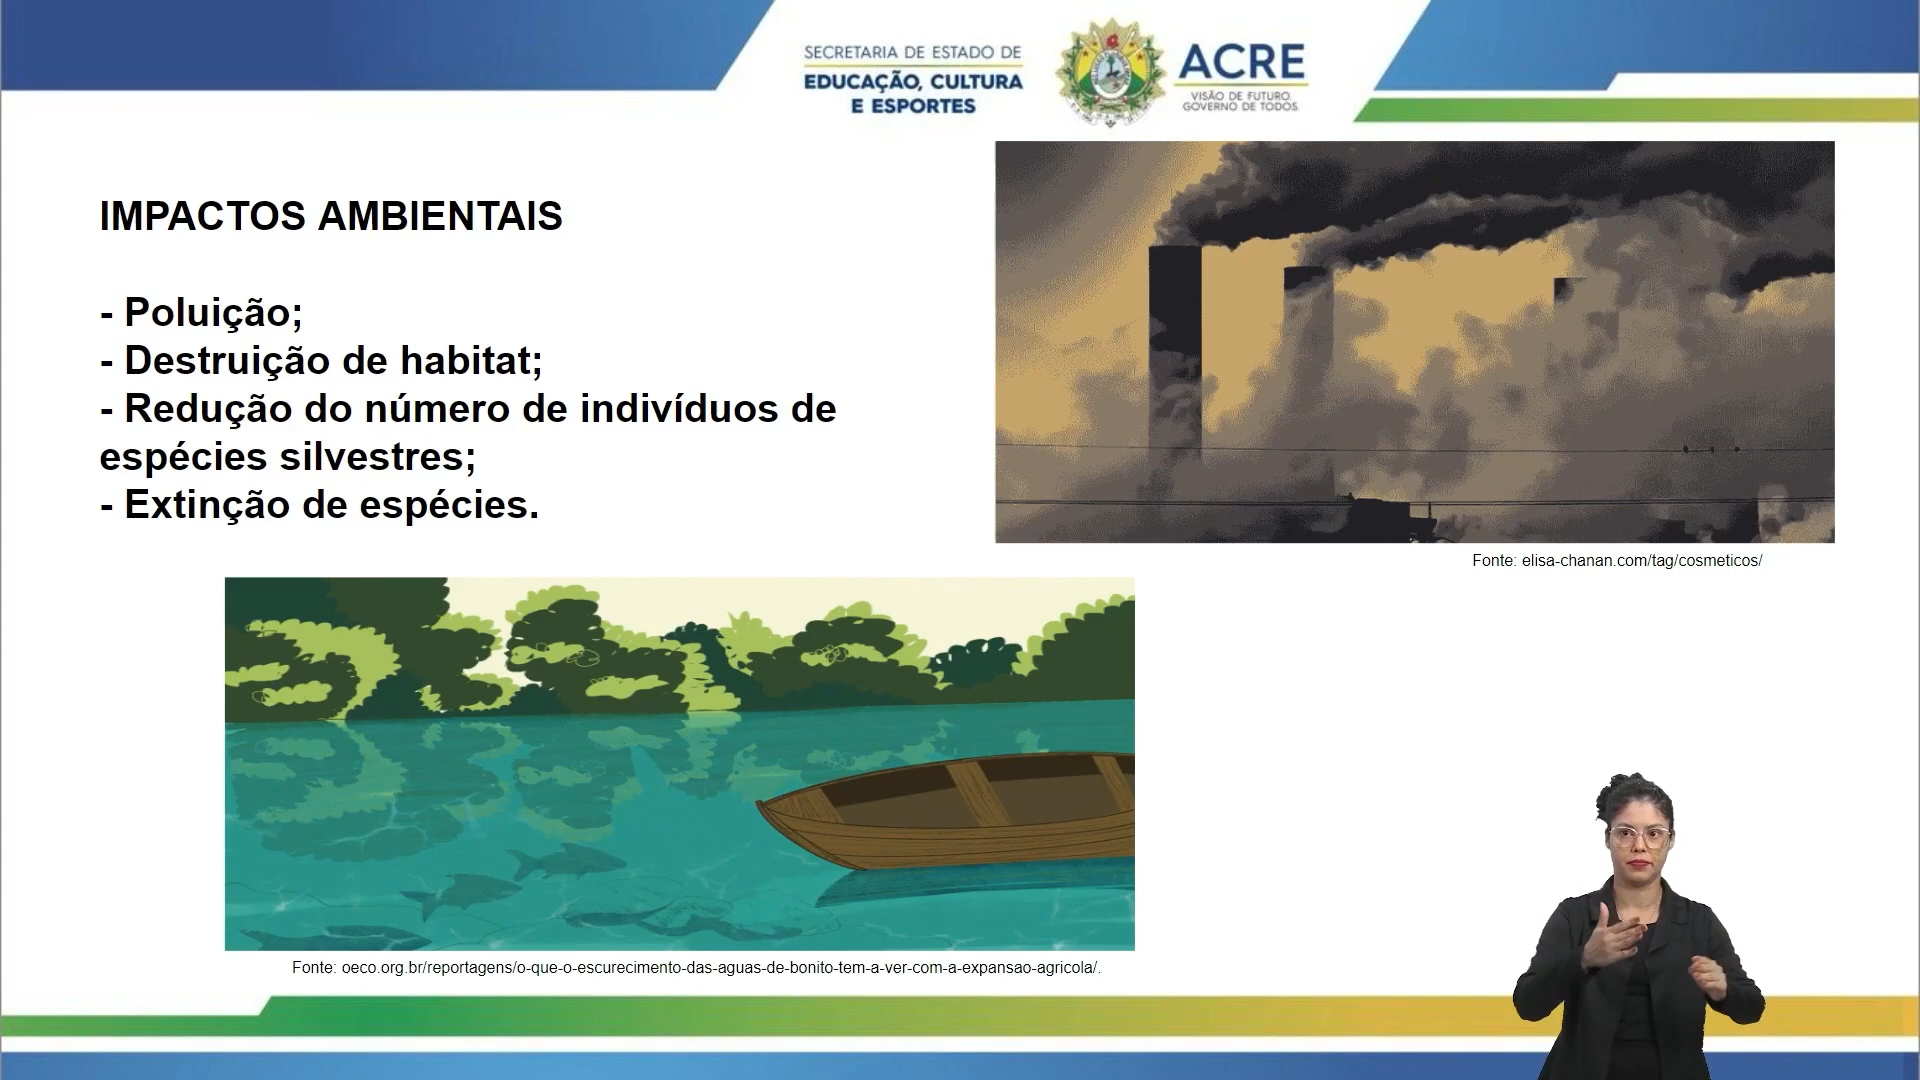 SECRETARIA DE ESTADO DE
EDUCAÇÃO, CULTURA
E ESPORTES
ACRE
VISÃO DE FUTURO.
GOVERNO DE TODOS.
IMPACTOS AMBIENTAIS
- Poluição;
- Destruição de habitat;
- Redução do número de indivíduos de
espécies silvestres;
- Extinção de espécies.
Fonte: elisa-chanan.com/tag/cosmeticos/
Fonte: oeco.org.br/reportagens/o-que-o-escurecimento-das-aguas-de-bonito-tem-a-ver-com-a-expansao-agricola/.